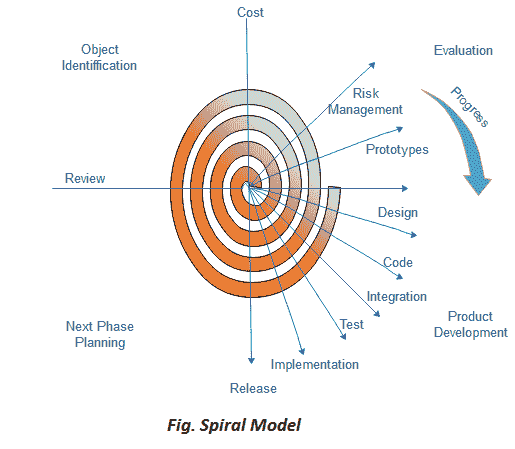 Cost
Object
Identiffication
Evaluation
Progress
Risk
Management
Prototypes
Review
Design
Code
Integration
Test
Implementation
Release
Next Phase
Planning
Product
Development
Fig. Spiral Model